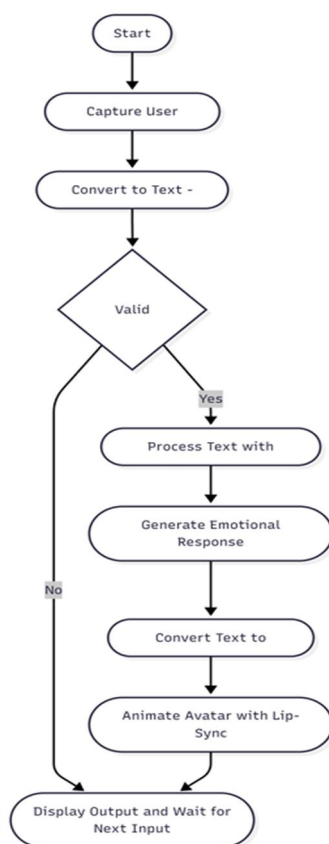 Start
Capture User
Convert to Text -
Valid
Yes
Process Text with
Generate Emotional
Response
No
Convert Text to
Animate Avatar with Lip-
Sync
Display Output and Wait for
Next Input